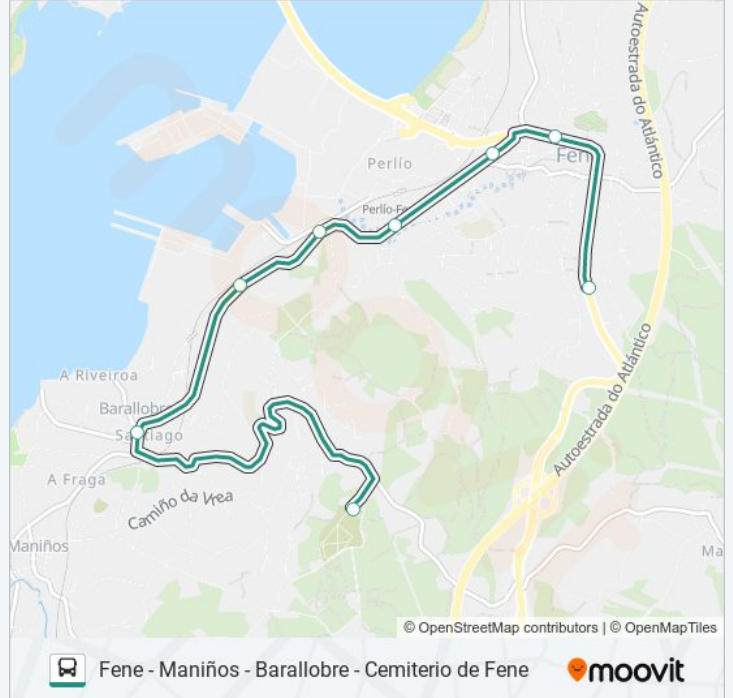 Autoestrada do Atlántico
Perlío
Fene
Perlío-Fe
A Riveiroa
Barallobre
Santiago
Autoestrada do Atlántico
A Fraga
Camiño da Vrea
Maniños
Ma
© OpenStreetMap contributors | © OpenMapTiles
Fene - Maniños - Barallobre - Cemiterio de Fene
moovit